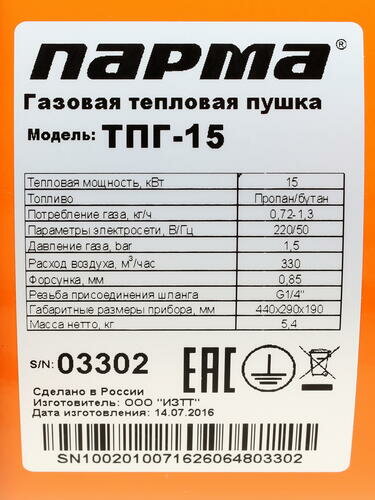 ПАРМА®
Газовая тепловая пушка
Модель: ТПГ-15
Тепловая мощность, кВт 15
Топливо Пропан/бутан
Потребление газа, кг/ч 0,72-1,3
Параметры электросети, В/Гц 220/50
Давление газа, bar 1,5
Расход воздуха, м³/час 330
Форсунка, мм 0,85
Резьба присоединения шланга G1/4"
Габаритные размеры прибора, мм 440х290х190
Масса нетто, кг 5,4
S/N: 03302 ЕАС
Сделано в России
Изготовитель: ООО "ИЗТТ"
Дата изготовления: 14.07.2016
SN1002010071626064803302